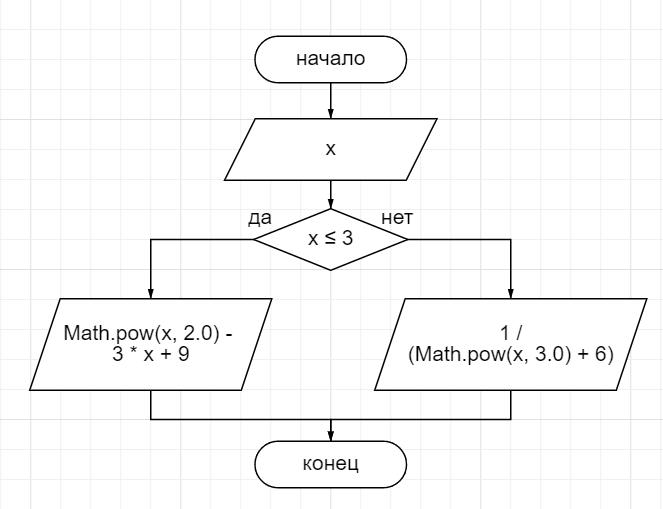 начало
x
да
нет
x ≤ 3
Math.pow(x, 2.0) -
3 * x + 9
1 /
(Math.pow(x, 3.0) + 6)
конец